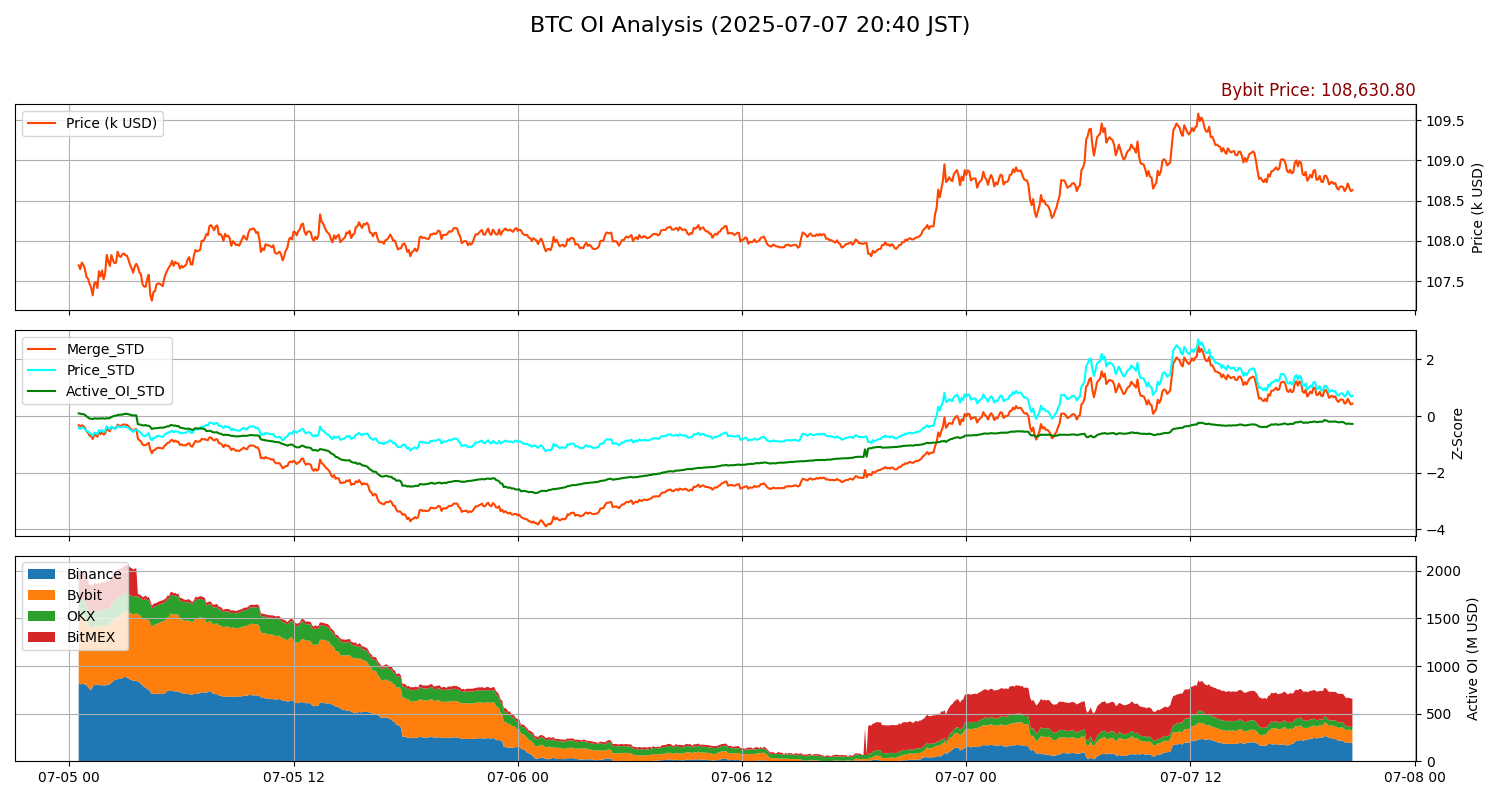 BTC OI Analysis (2025-07-07 20:40 JST)
Bybit Price: 108,630.80
Price (k USD)
109.5
109.0
108.5
108.0
107.5
Price (k USD)
Merge_STD
Price_STD
Active_OI_STD
2
0
−2
−4
Z-Score
Binance
Bybit
OKX
BitMEX
2000
1500
1000
500
0
Active OI (M USD)
07-05 00
07-05 12
07-06 00
07-06 12
07-07 00
07-07 12
07-08 00